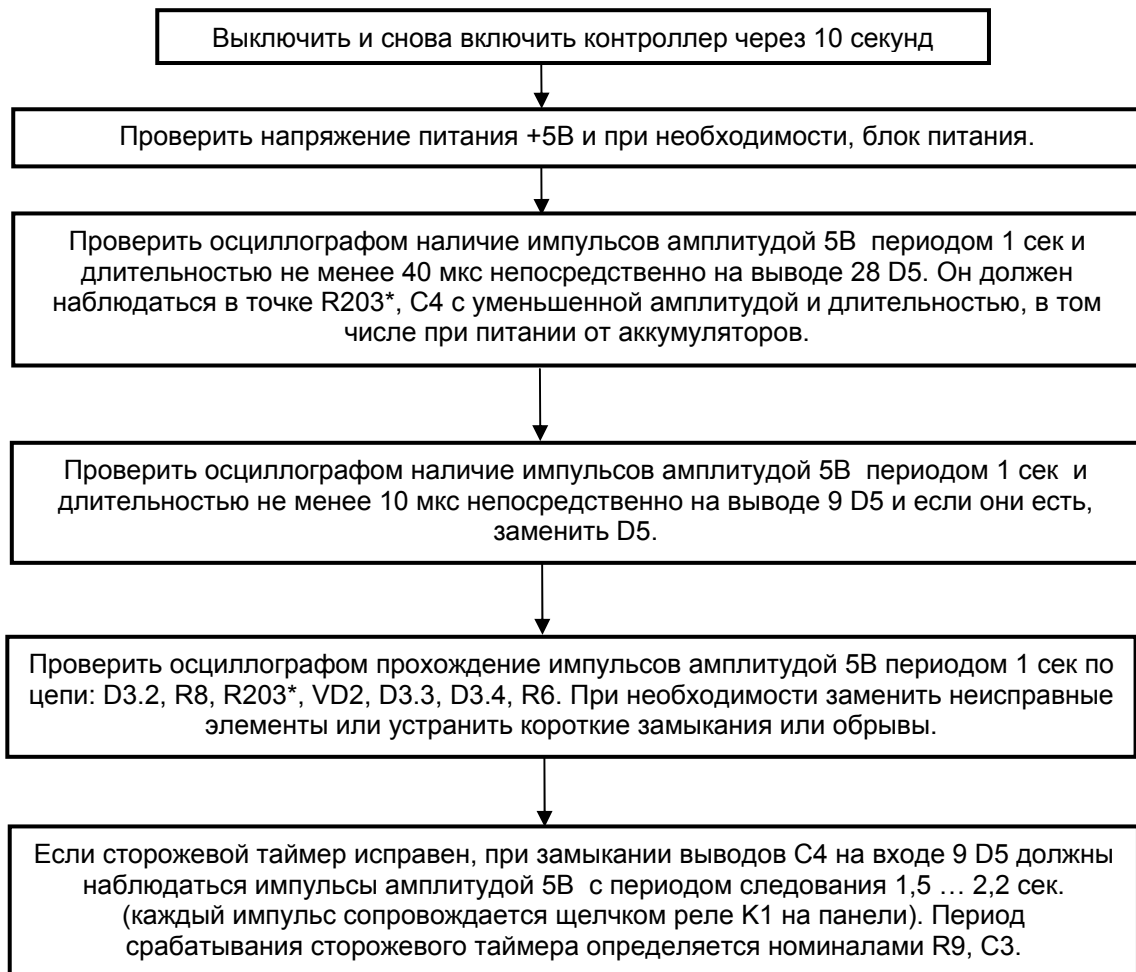 Выключить и снова включить контроллер через 10 секунд
Проверить напряжение питания +5В и при необходимости, блок питания.
Проверить осциллографом наличие импульсов амплитудой 5В периодом 1 сек и
длительностью не менее 40 мкс непосредственно на выводе 28 D5. Он должен
наблюдаться в точке R203*, C4 с уменьшенной амплитудой и длительностью, в том
числе при питании от аккумуляторов.
Проверить осциллографом наличие импульсов амплитудой 5В периодом 1 сек и
длительностью не менее 10 мкс непосредственно на выводе 9 D5 и если они есть,
заменить D5.
Проверить осциллографом прохождение импульсов амплитудой 5В периодом 1 сек по
цепи: D3.2, R8, R203*, VD2, D3.3, D3.4, R6. При необходимости заменить неисправные
элементы или устранить короткие замыкания или обрывы.
Если сторожевой таймер исправен, при замыкании выводов C4 на входе 9 D5 должны
наблюдаться импульсы амплитудой 5В с периодом следования 1,5 … 2,2 сек.
(каждый импульс сопровождается щелчком реле K1 на панели). Период
срабатывания сторожевого таймера определяется номиналами R9, C3.